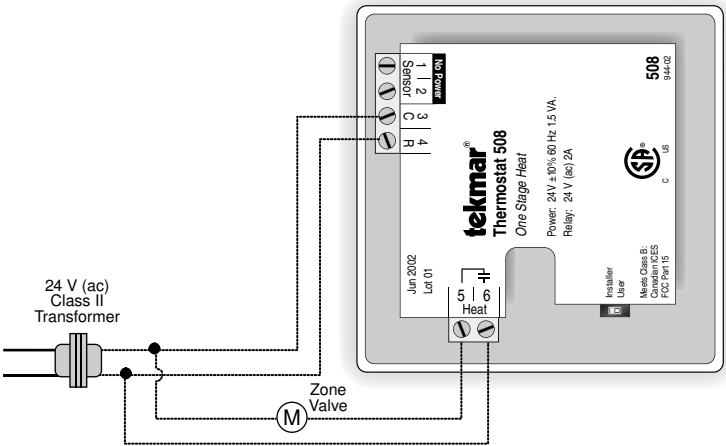 No Power
1 2
Sensor
3 4
C R
tekmar®
Thermostat 508
One Stage Heat
Power: 24V ±10% 60 Hz 1.5 VA.
Relay: 24 V (ac) 2A
508
944-02
SA®
C US
Meets Class B:
Canadian ICES
FCC Part 15
Installer
User
Jun 2002
Lot 01
5 6
Heat
24 V (ac)
Class II
Transformer
Zone
Valve
M